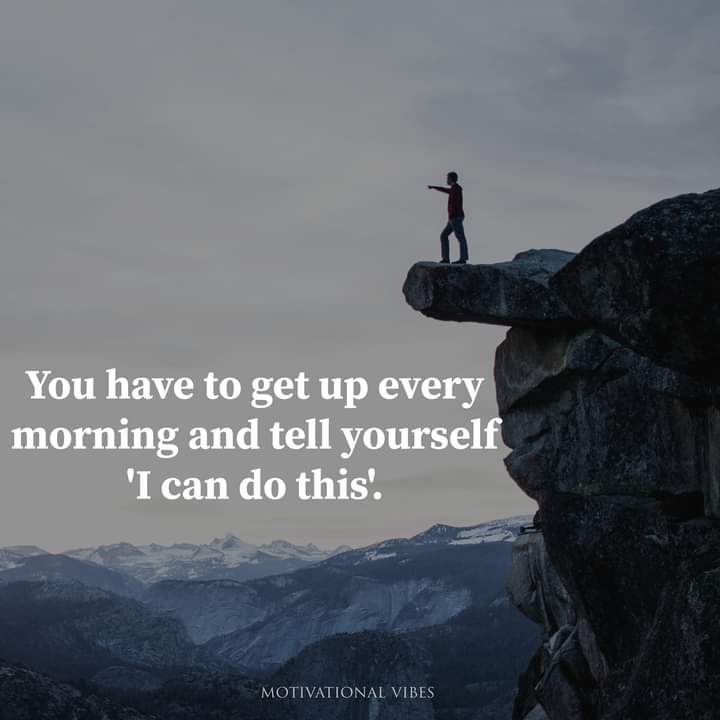 You have to get up every
morning and tell yourself
'I can do this'.
MOTIVATIONAL VIBES